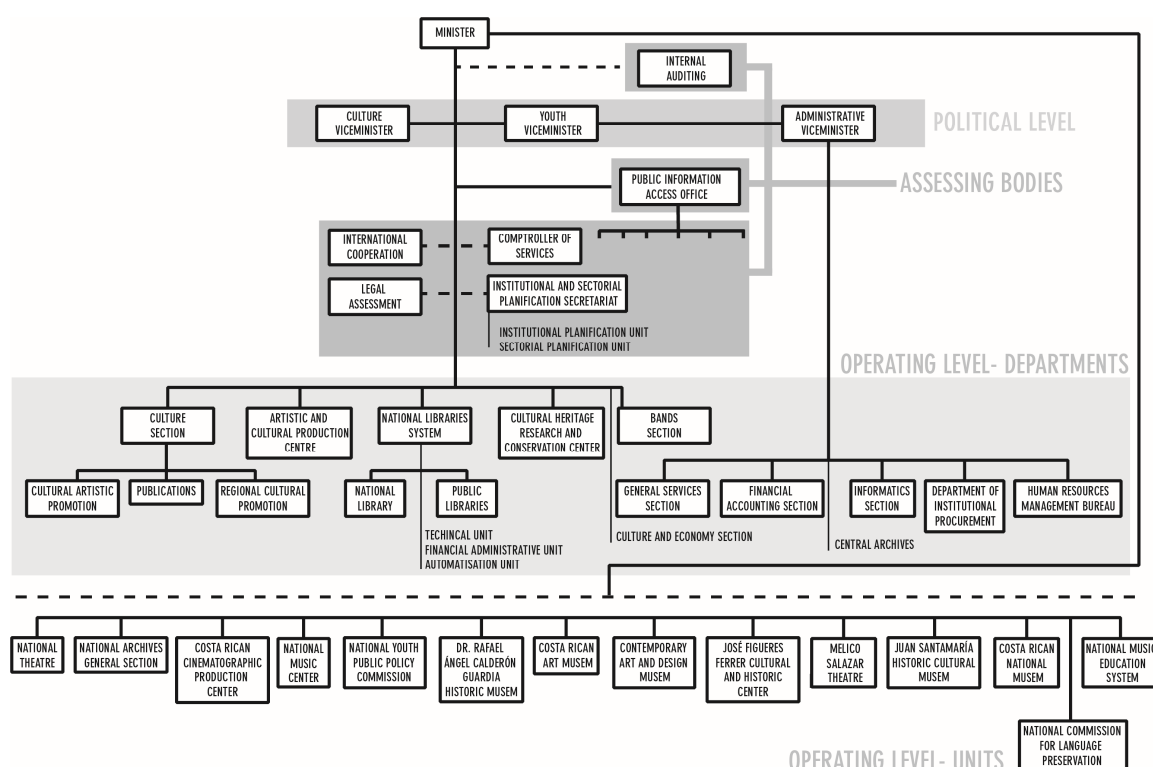 MINISTER
INTERNAL
AUDITING
CULTURE
VICEMINISTER
YOUTH
VICEMINISTER
ADMINISTRATIVE
VICEMINISTER
POLITICAL LEVEL
PUBLIC INFORMATION
ACCESS OFFICE
ASSESSING BODIES
INTERNATIONAL
COOPERATION
COMPTROLLER OF
SERVICES
LEGAL
ASSESSMENT
INSTITUTIONAL AND SECTORIAL
PLANIFICATION SECRETARIAT
INSTITUTIONAL PLANIFICATION UNIT
SECTORIAL PLANIFICATION UNIT
OPERATING LEVEL- DEPARTMENTS
CULTURE
SECTION
ARTISTIC AND
CULTURAL PRODUCTION
CENTRE
NATIONAL LIBRARIES
SYSTEM
CULTURAL HERITAGE
RESEARCH AND
CONSERVATION CENTER
BANDS
SECTION
CULTURAL ARTISTIC
PROMOTION
PUBLICATIONS
REGIONAL CULTURAL
PROMOTION
NATIONAL
LIBRARY
PUBLIC
LIBRARIES
TECHINCAL UNIT
FINANCIAL ADMINISTRATIVE UNIT
AUTOMATISATION UNIT
CULTURE AND ECONOMY SECTION
GENERAL SERVICES
SECTION
FINANCIAL
ACCOUNTING SECTION
INFORMATICS
SECTION
DEPARTMENT OF
INSTITUTIONAL
PROCUREMENT
HUMAN RESOURCES
MANAGEMENT BUREAU
CENTRAL ARCHIVES
NATIONAL
THEATRE
NATIONAL ARCHIVES
GENERAL SECTION
COSTA RICAN
CINEMATOGRAPHIC
PRODUCTION
CENTER
NATIONAL
MUSIC
CENTER
NATIONAL YOUTH
PUBLIC POLICY
COMMISSION
DR. RAFAEL
ÁNGEL CALDERÓN
GUARDIA
HISTORIC MUSEM
COSTA RICAN
ART MUSEM
CONTEMPORARY
ART AND DESIGN
MUSEM
JOSÉ FIGUERES
FERRER CULTURAL
AND HISTORIC
CENTER
MELICO
SALAZAR
THEATRE
JUAN SANTAMARÍA
HISTORIC CULTURAL
MUSEM
COSTA RICAN
NATIONAL
MUSEM
NATIONAL MUSIC
EDUCATION
SYSTEM
NATIONAL COMMISSION
FOR LANGUAGE
PRESERVATION
OPERATING LEVEL- UNITS